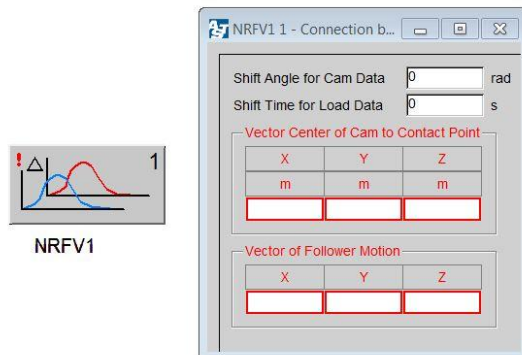 NRFV1 1 - Connection b...
Shift Angle for Cam Data 0 rad
Shift Time for Load Data 0 s
Vector Center of Cam to Contact Point
X Y Z
m m m
Vector of Follower Motion
X Y Z
! 1
NRFV1